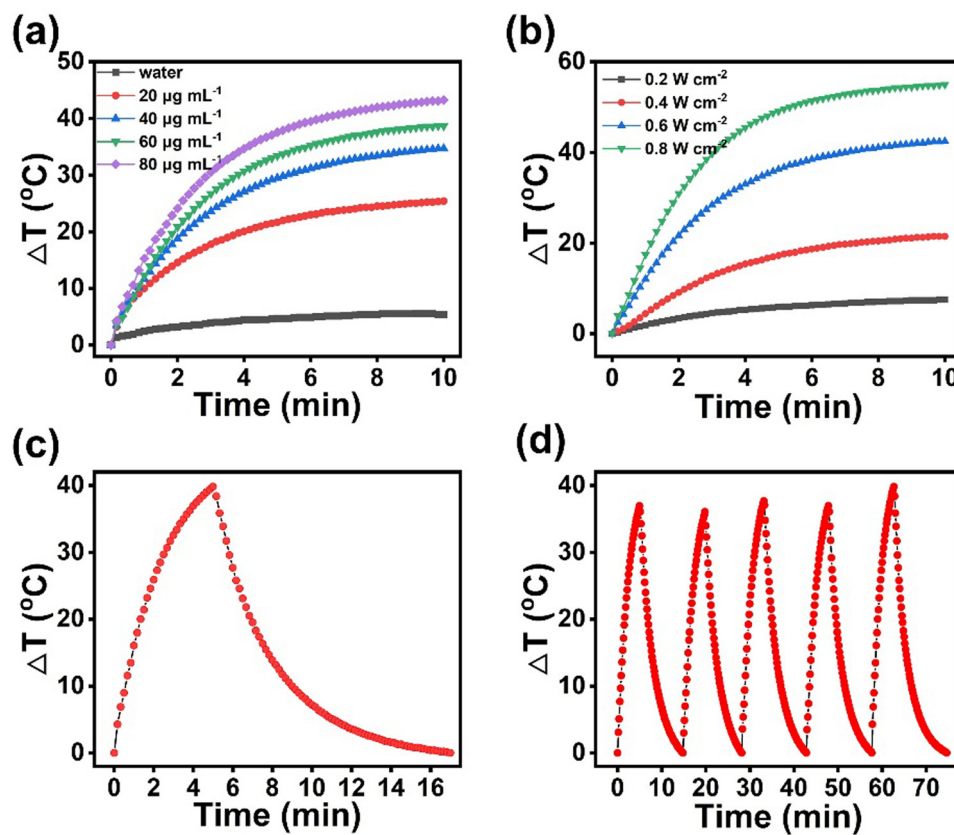 (a)
50
40
30
20
10
0
△T (ºC)
water
20 µg mL⁻¹
40 µg mL⁻¹
60 µg mL⁻¹
80 µg mL⁻¹
0 2 4 6 8 10
Time (min)
(b)
60
40
20
0
△T (ºC)
0.2 W cm⁻²
0.4 W cm⁻²
0.6 W cm⁻²
0.8 W cm⁻²
0 2 4 6 8 10
Time (min)
(c)
40
30
20
10
0
△T (ºC)
0 2 4 6 8 10 12 14 16
Time (min)
(d)
40
30
20
10
0
△T (ºC)
0 10 20 30 40 50 60 70
Time (min)